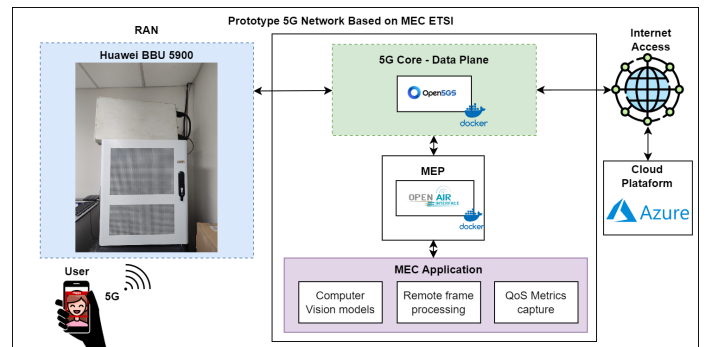 Prototype 5G Network Based on MEC ETSI
RAN
Huawei BBU 5900
5G Core - Data Plane
Open5GS
docker
Internet
Access
MEP
OPEN AIR
INTERFACE
docker
Cloud
Plataform
Azure
User
5G
MEC Application
Computer
Vision models
Remote frame
processing
QoS Metrics
capture